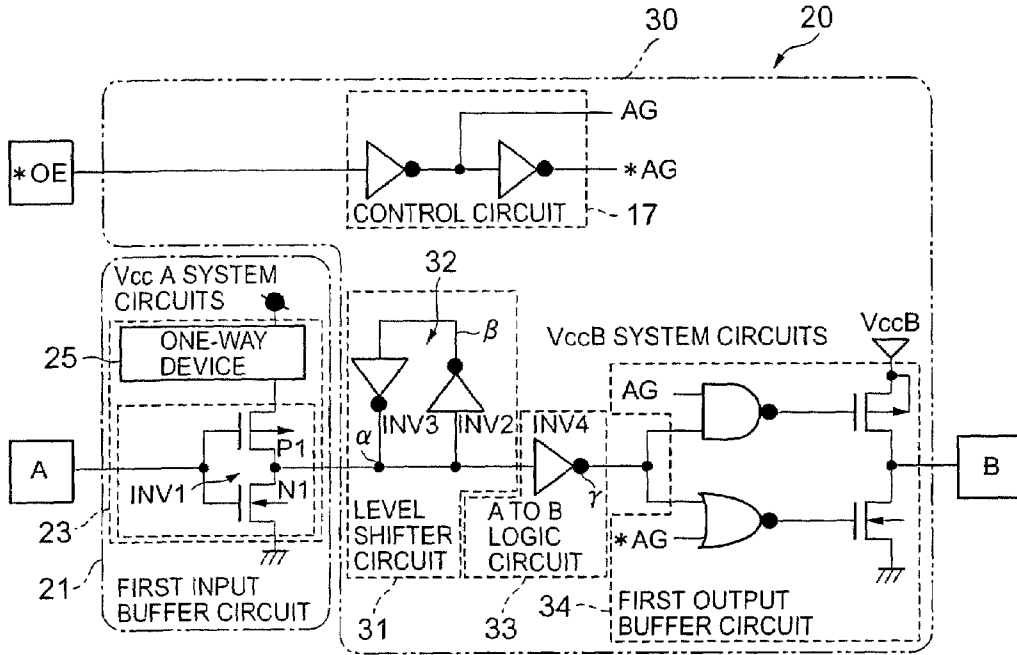 30
20
AG
*OE
*AG
CONTROL CIRCUIT
17
Vcc A SYSTEM
CIRCUITS
32
β
VccB SYSTEM CIRCUITS
VccB
25
ONE-WAY
DEVICE
AG
INV3
INV2
INV4
α
P1
A
INV1
N1
γ
B
23
LEVEL
SHIFTER
CIRCUIT
A TO B
LOGIC
CIRCUIT
*AG
21
FIRST INPUT
BUFFER CIRCUIT
31
33
34
FIRST OUTPUT
BUFFER CIRCUIT